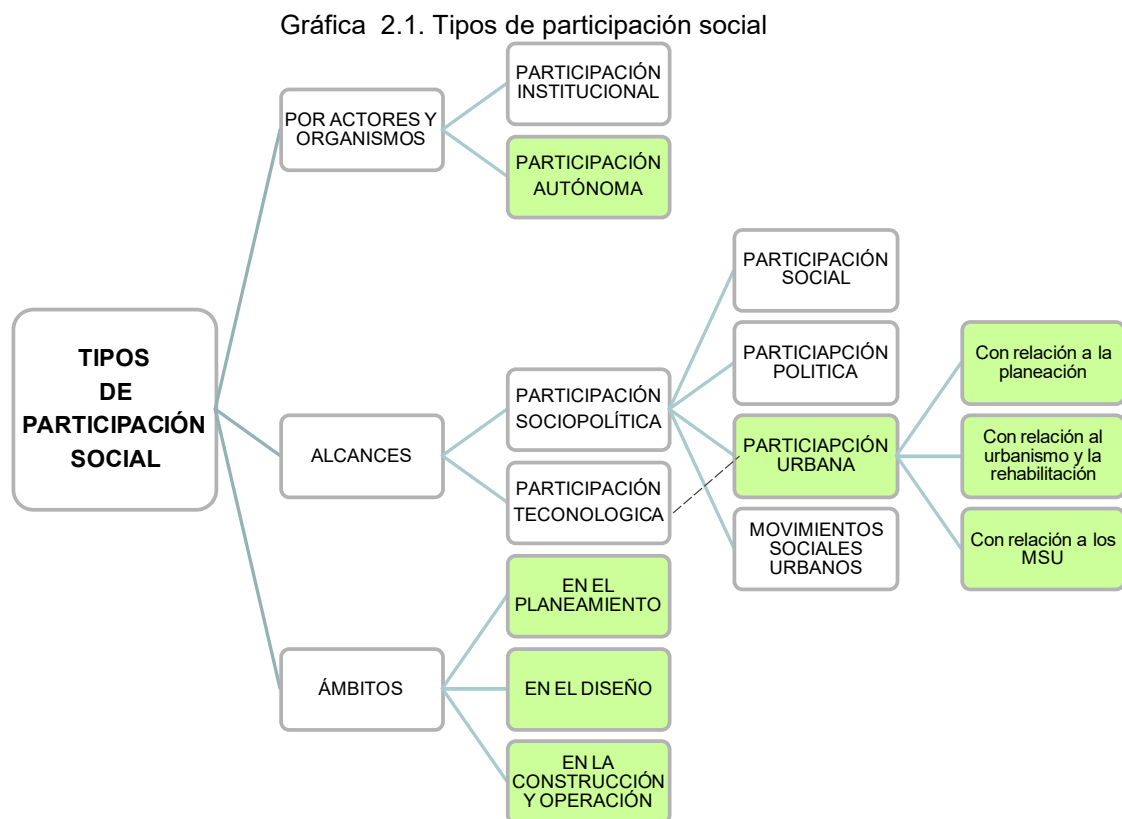 Gráfica 2.1. Tipos de participación social
TIPOS
DE
PARTICIPACIÓN
SOCIAL
POR ACTORES Y
ORGANISMOS
PARTICIPACIÓN
INSTITUCIONAL
PARTICIPACIÓN
AUTÓNOMA
ALCANCES
PARTICIPACIÓN
SOCIOPOLÍTICA
PARTICIPACIÓN
SOCIAL
PARTICIAPCIÓN
POLITICA
PARTICIAPCIÓN
URBANA
Con relación a la
planeación
Con relación al
urbanismo y la
rehabilitación
Con relación a los
MSU
MOVIMIENTOS
SOCIALES
URBANOS
PARTICIPACIÓN
TECONOLOGICA
ÁMBITOS
EN EL
PLANEAMIENTO
EN EL DISEÑO
EN LA
CONSTRUCCIÓN
Y OPERACIÓN